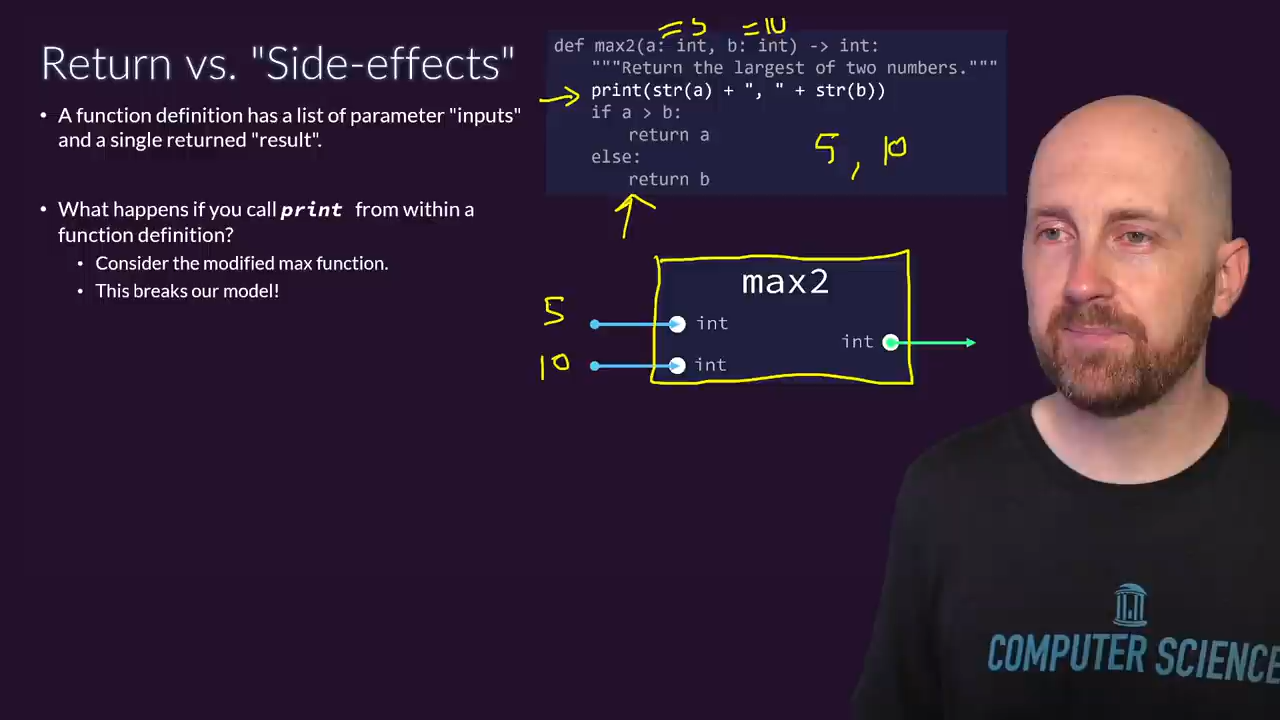 Return vs. "Side-effects"
• A function definition has a list of parameter "inputs"
and a single returned "result".
• What happens if you call print from within a
function definition?
• Consider the modified max function.
• This breaks our model!
=5 =10
def max2(a: int, b: int) -> int:
"""Return the largest of two numbers."""
print(str(a) + ", " + str(b))
if a > b:
return a
else:
return b
5, 10
max2
5
int
int
10
int
COMPUTER SCIENCE